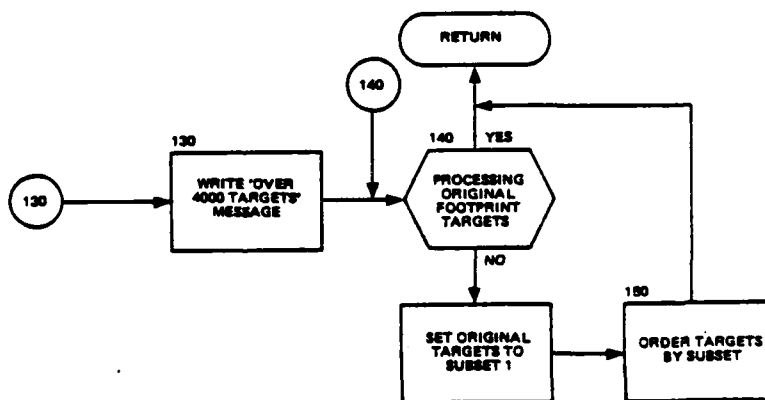 RETURN
140
130
140
YES
130
WRITE 'OVER
4000 TARGETS'
MESSAGE
PROCESSING
ORIGINAL
FOOTPRINT
TARGETS
NO
SET ORIGINAL
TARGETS TO
SUBSET 1
150
ORDER TARGETS
BY SUBSET